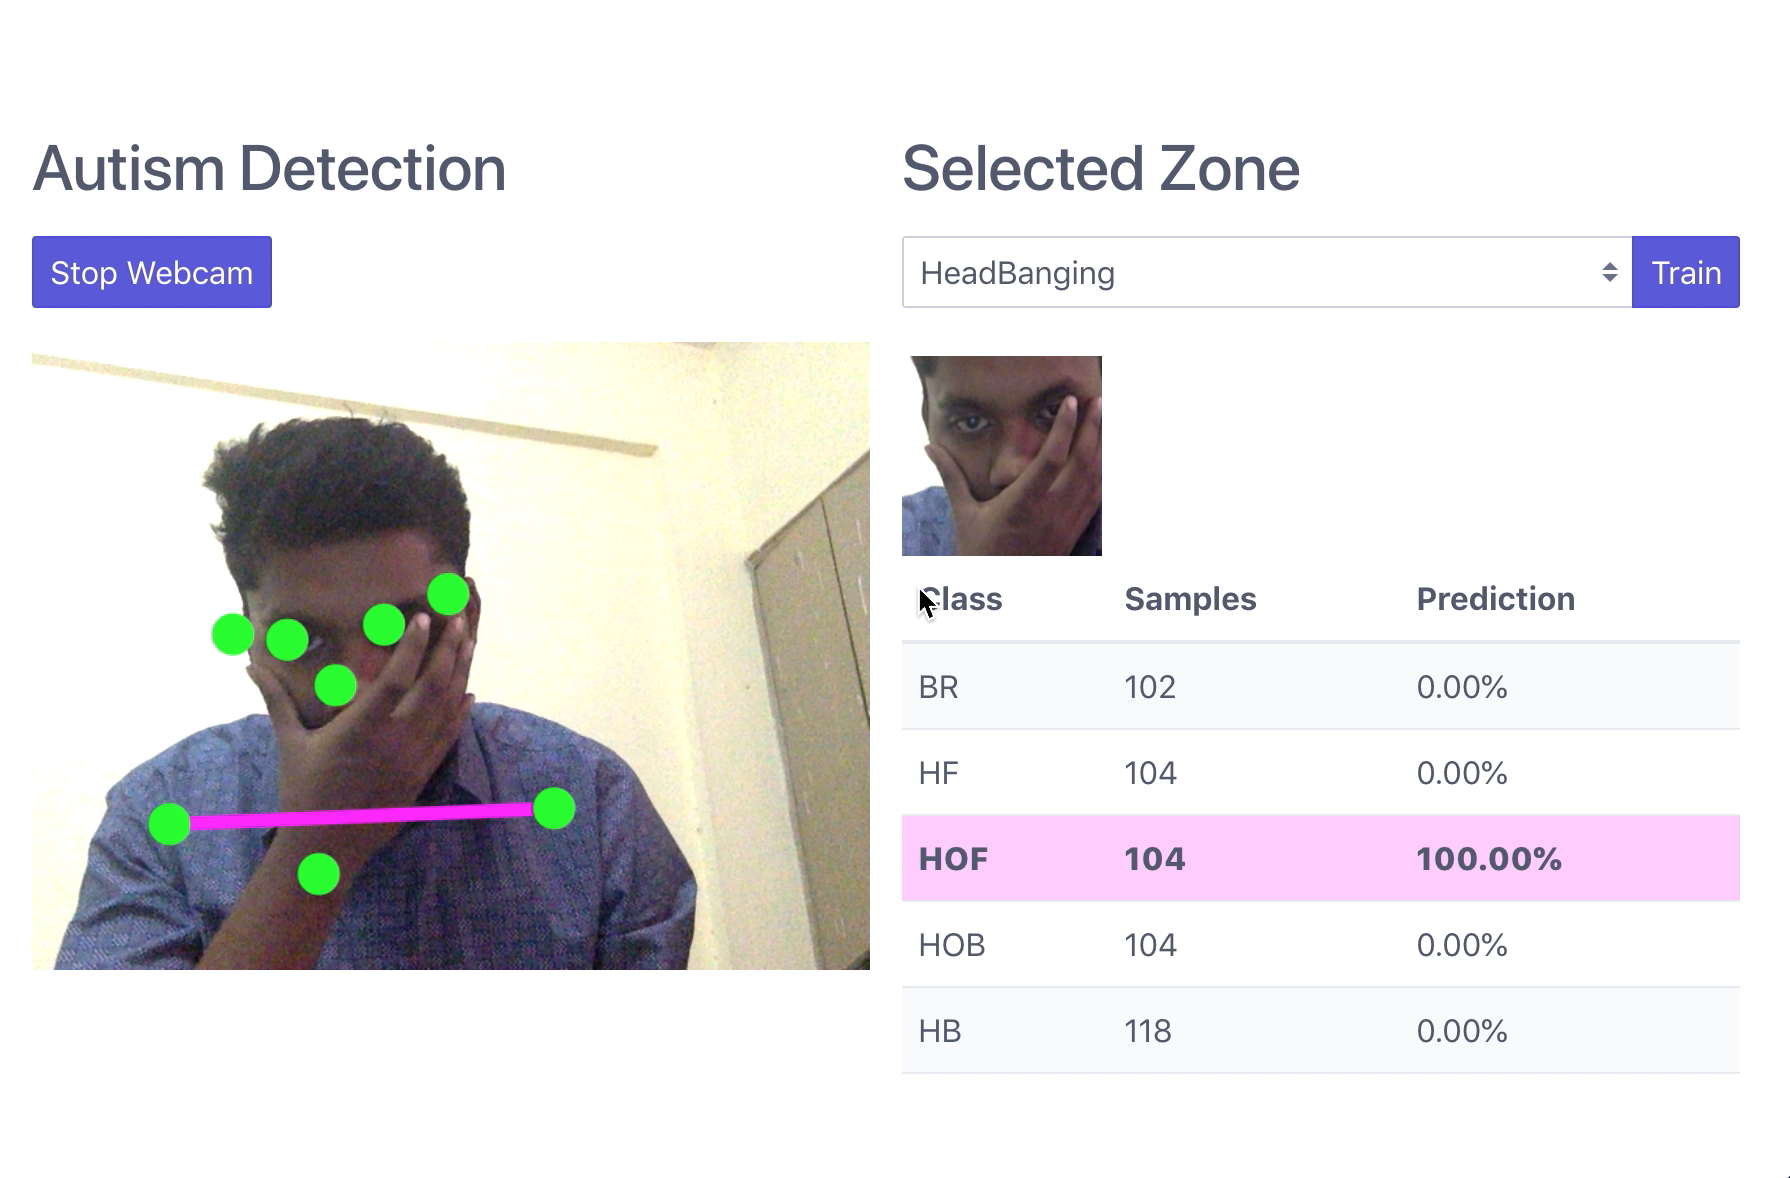 Autism Detection
Stop Webcam
Selected Zone
HeadBanging
Train
Class Samples Prediction
BR 102 0.00%
HF 104 0.00%
HOF 104 100.00%
HOB 104 0.00%
HB 118 0.00%